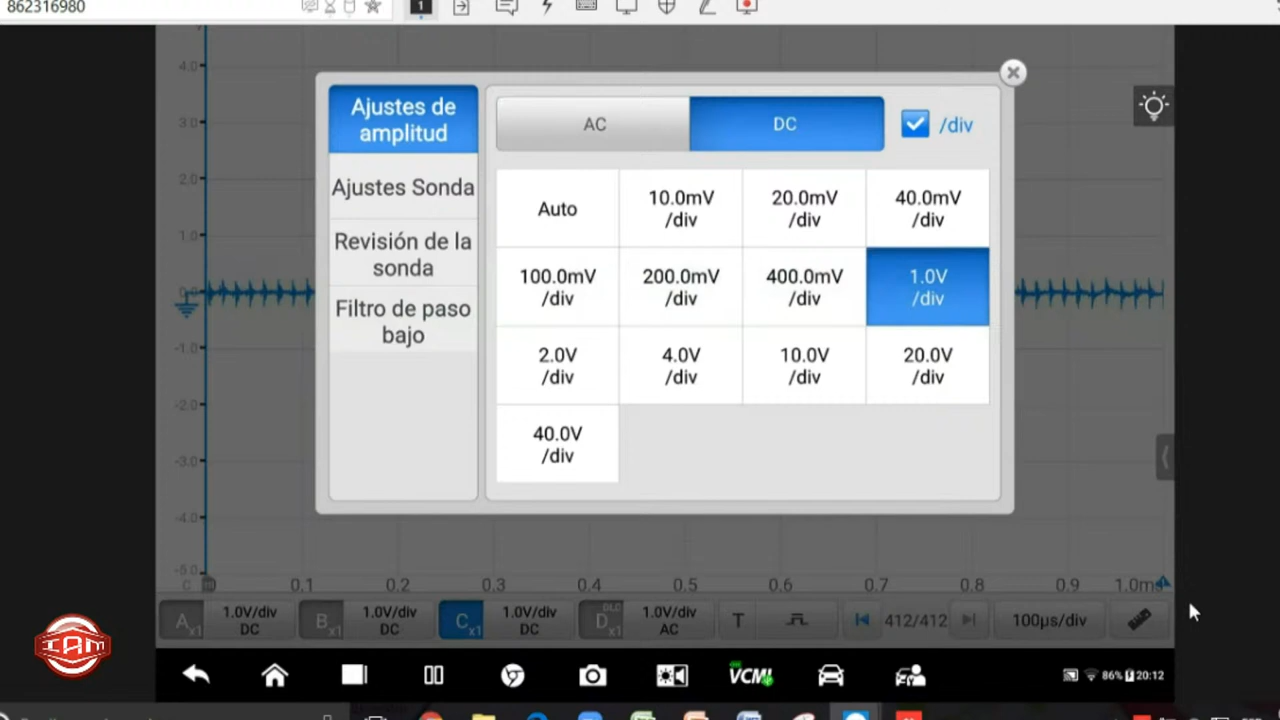 862316980
1
4.0
3.0
2.0
1.0
0.0
-1.0
-2.0
-3.0
-4.0
-5.0
Ajustes de
amplitud
Ajustes Sonda
Revisión de la
sonda
Filtro de paso
bajo
AC
DC
/div
Auto
10.0mV
/div
20.0mV
/div
40.0mV
/div
100.0mV
/div
200.0mV
/div
400.0mV
/div
1.0V
/div
2.0V
/div
4.0V
/div
10.0V
/div
20.0V
/div
40.0V
/div
C 0 0.1 0.2 0.3 0.4 0.5 0.6 0.7 0.8 0.9 1.0ms
A x1 1.0V/div
DC
B x1 1.0V/div
DC
C x1 1.0V/div
DC
D x1 1.0V/div
AC
T
412/412
100µs/div
IAM
VCMI
86% 20:12